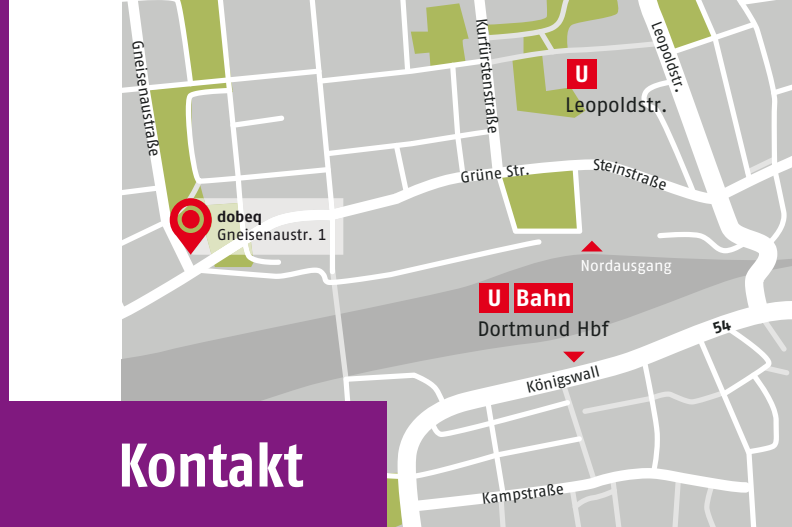 Gneisenaustraße
Kurfürstenstraße
Leopoldstr.
U
Leopoldstr.
Grüne Str.
Steinstraße
dobeq
Gneisenaustr. 1
Nordausgang
U Bahn
Dortmund Hbf
54
Königswall
Kontakt
Kampstraße